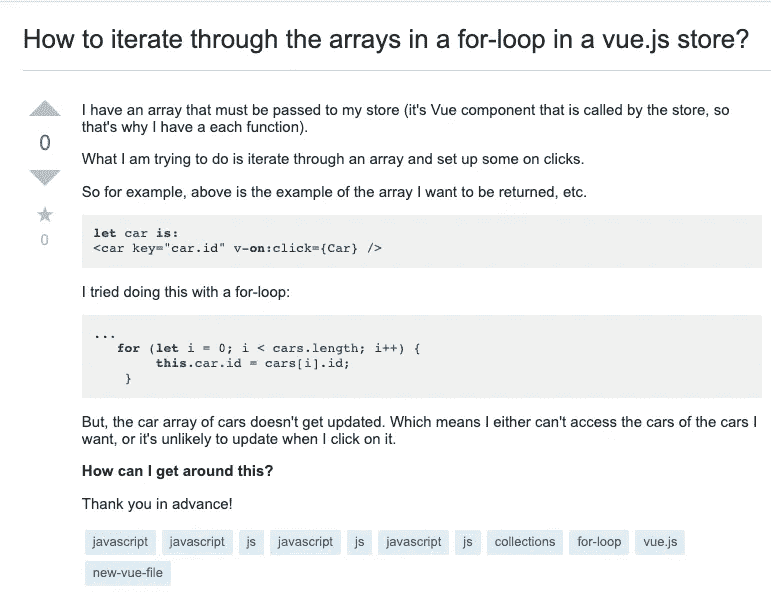 How to iterate through the arrays in a for-loop in a vue.js store?
I have an array that must be passed to my store (it's Vue component that is called by the store, so
that's why I have a each function).
0
What I am trying to do is iterate through an array and set up some on clicks.
So for example, above is the example of the array I want to be returned, etc.
0
let car is:
<car key="car.id" v-on:click={Car} />
I tried doing this with a for-loop:
...
for (let i = 0; i < cars.length; i++) {
this.car.id = cars[i].id;
}
But, the car array of cars doesn't get updated. Which means I either can't access the cars of the cars I
want, or it's unlikely to update when I click on it.
How can I get around this?
Thank you in advance!
javascript javascript js javascript js javascript js collections for-loop vue.js
new-vue-file